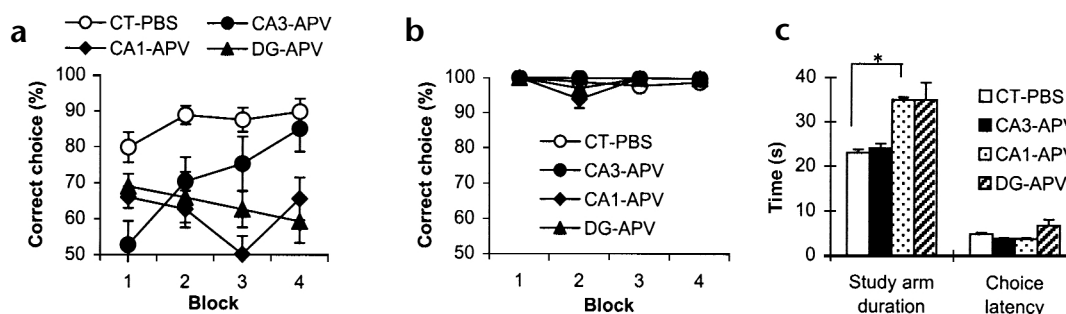 a
CT-PBS CA3-APV
CA1-APV DG-APV
Correct choice (%)
100
90
80
70
60
50
1 2 3 4
Block
b
Correct choice (%)
100
90
80
70
60
50
CT-PBS
CA3-APV
CA1-APV
DG-APV
1 2 3 4
Block
c
Time (s)
40
30
20
10
0
*
CT-PBS
CA3-APV
CA1-APV
DG-APV
Study arm Choice
duration latency